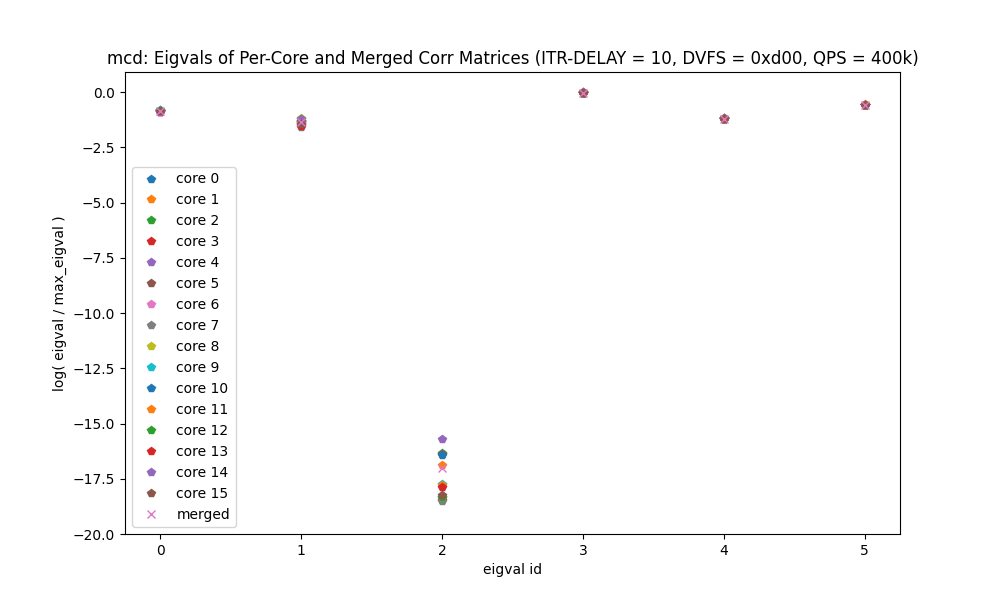 mcd: Eigvals of Per-Core and Merged Corr Matrices (ITR-DELAY = 10, DVFS = 0xd00, QPS = 400k)
log( eigval / max_eigval )
0.0
−2.5
−5.0
−7.5
−10.0
−12.5
−15.0
−17.5
−20.0
core 0
core 1
core 2
core 3
core 4
core 5
core 6
core 7
core 8
core 9
core 10
core 11
core 12
core 13
core 14
core 15
merged
0 1 2 3 4 5
eigval id